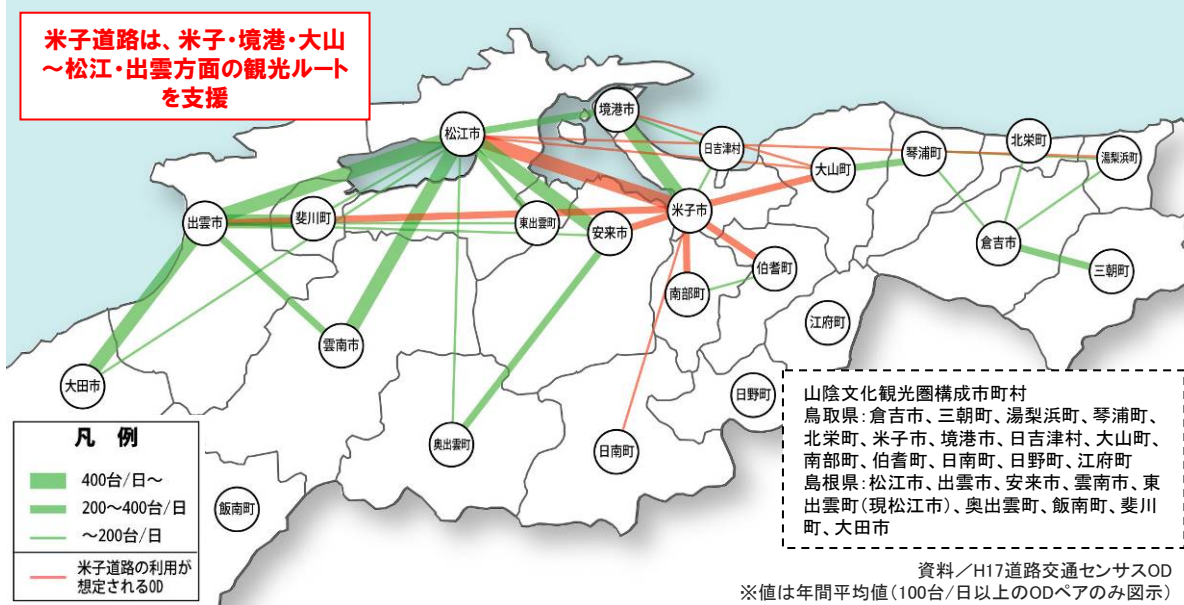 米子道路は、米子・境港・大山
～松江・出雲方面の観光ルート
を支援
境港市
松江市
日吉津村
北栄町
琴浦町
湯梨浜町
大山町
米子市
出雲市
斐川町
東出雲町
安来市
倉吉市
伯耆町
三朝町
南部町
江府町
雲南市
大田市
日野町
奥出雲町
日南町
飯南町
凡 例
400台/日～
200～400台/日
～200台/日
米子道路の利用が
想定されるOD
山陰文化観光圏構成市町村
鳥取県:倉吉市、三朝町、湯梨浜町、琴浦町、
北栄町、米子市、境港市、日吉津村、大山町、
南部町、伯耆町、日南町、日野町、江府町
島根県:松江市、出雲市、安来市、雲南市、東
出雲町(現松江市)、奥出雲町、飯南町、斐川
町、大田市
資料／H17道路交通センサスOD
※値は年間平均値(100台/日以上のODペアのみ図示)